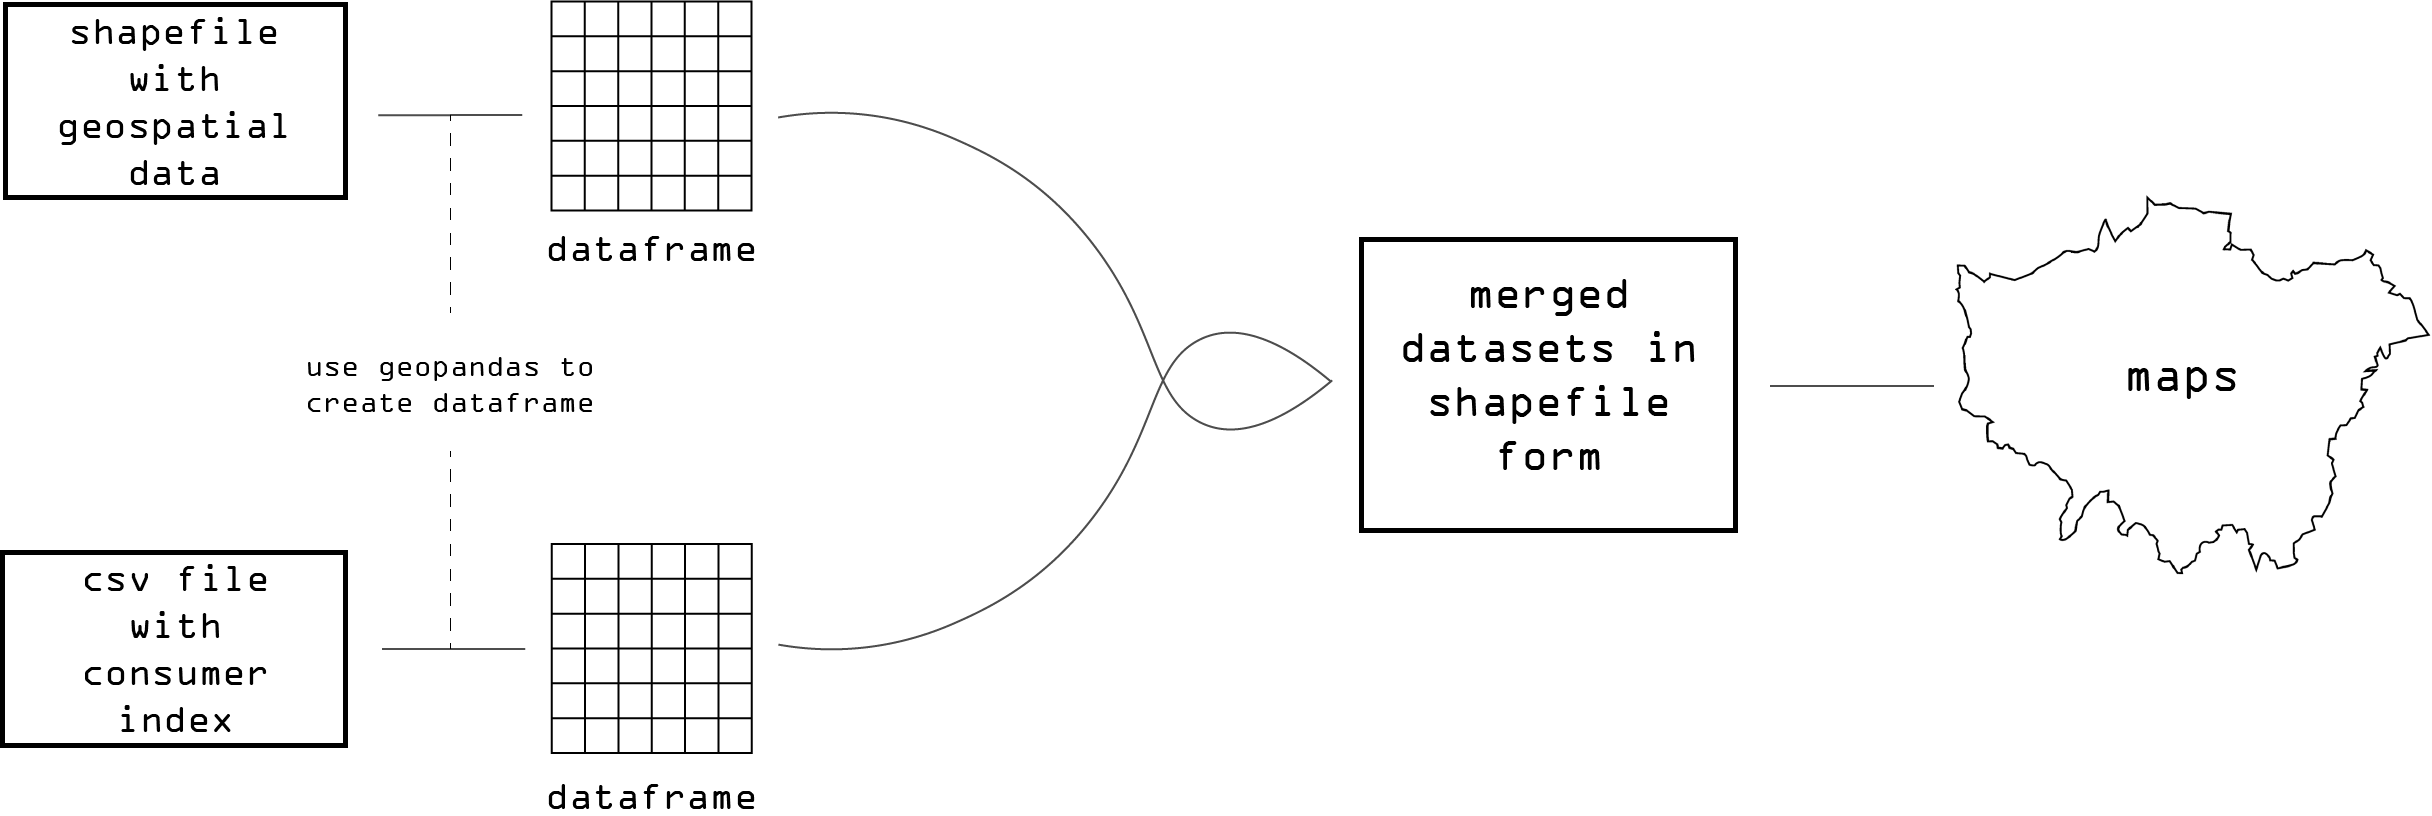 shapefile
with
geospatial
data
dataframe
use geopandas to
create dataframe
csv file
with
consumer
index
dataframe
merged
datasets in
shapefile
form
maps